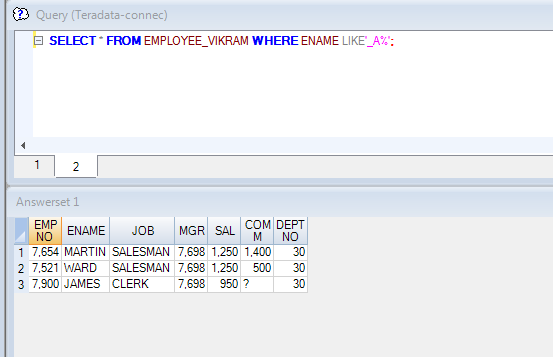 Query (Teradata-connec)
SELECT * FROM EMPLOYEE_VIKRAM WHERE ENAME LIKE'_A%';
1 2
Answerset 1
EMP NO ENAME JOB MGR SAL COM M DEPT NO
1 7,654 MARTIN SALESMAN 7,698 1,250 1,400 30
2 7,521 WARD SALESMAN 7,698 1,250 500 30
3 7,900 JAMES CLERK 7,698 950 ? 30